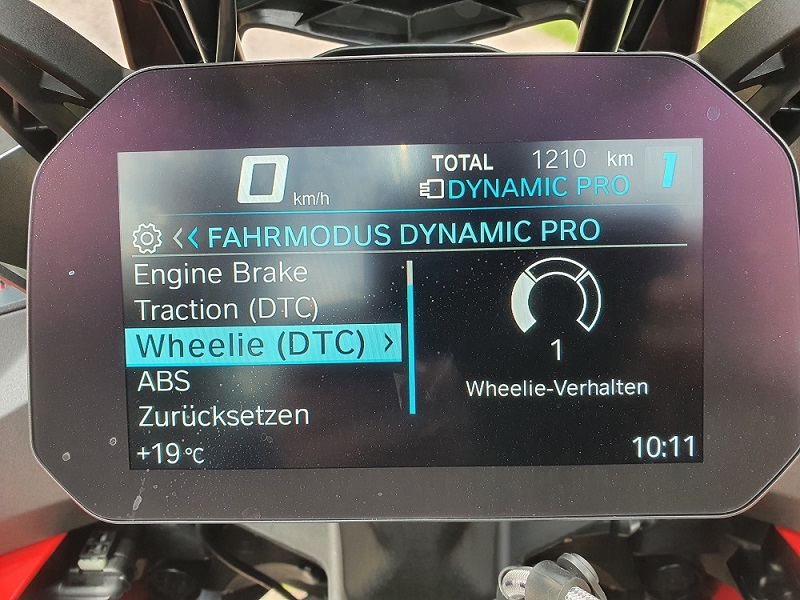 0 km/h TOTAL 1210 km
DYNAMIC PRO 1
FAHRMODUS DYNAMIC PRO
Engine Brake
Traction (DTC)
Wheelie (DTC)
ABS
Zurücksetzen
1
Wheelie-Verhalten
+19 °C 10:11